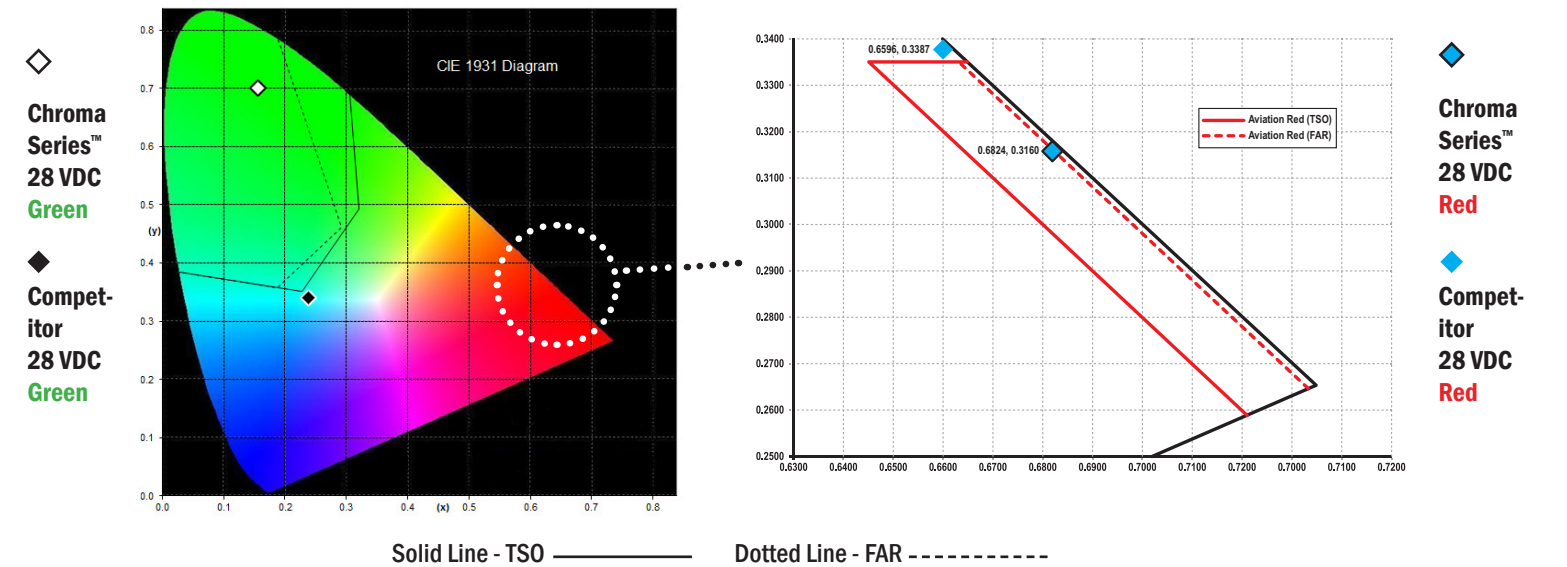 Chroma
Series™
28 VDC
Green
Compet-
itor
28 VDC
Green
CIE 1931 Diagram
0.8
0.7
0.6
0.5
(y)
0.4
0.3
0.2
0.1
0.0
0.0 0.1 0.2 0.3 0.4 (x) 0.5 0.6 0.7 0.8
0.3400
0.3300
0.3200
0.3100
0.3000
0.2900
0.2800
0.2700
0.2600
0.2500
0.6300 0.6400 0.6500 0.6600 0.6700 0.6800 0.6900 0.7000 0.7100 0.7200 0.7000 0.7100 0.7200
0.6596, 0.3387
0.6824, 0.3160
Aviation Red (TSO)
Aviation Red (FAR)
Chroma
Series™
28 VDC
Red
Compet-
itor
28 VDC
Red
Solid Line - TSO
Dotted Line - FAR